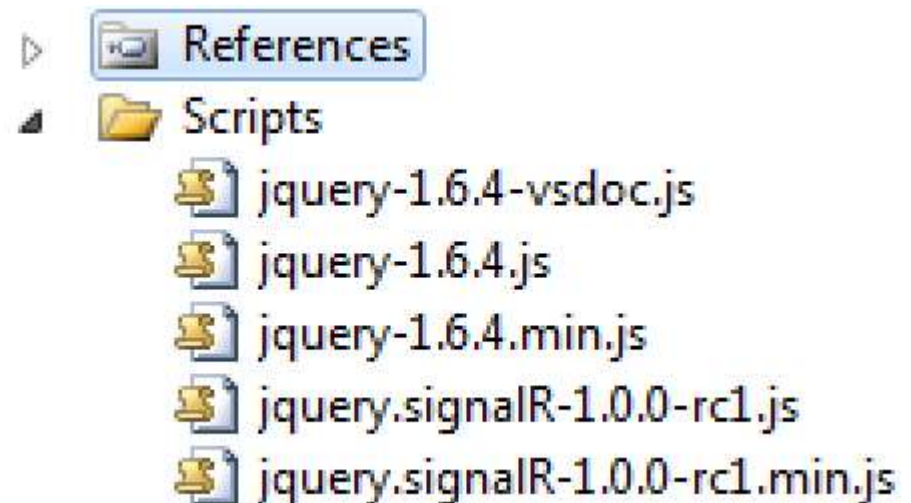 References
Scripts
jquery-1.6.4-vsdoc.js
jquery-1.6.4.js
jquery-1.6.4.min.js
jquery.signalR-1.0.0-rc1.js
jquery.signalR-1.0.0-rc1.min.js